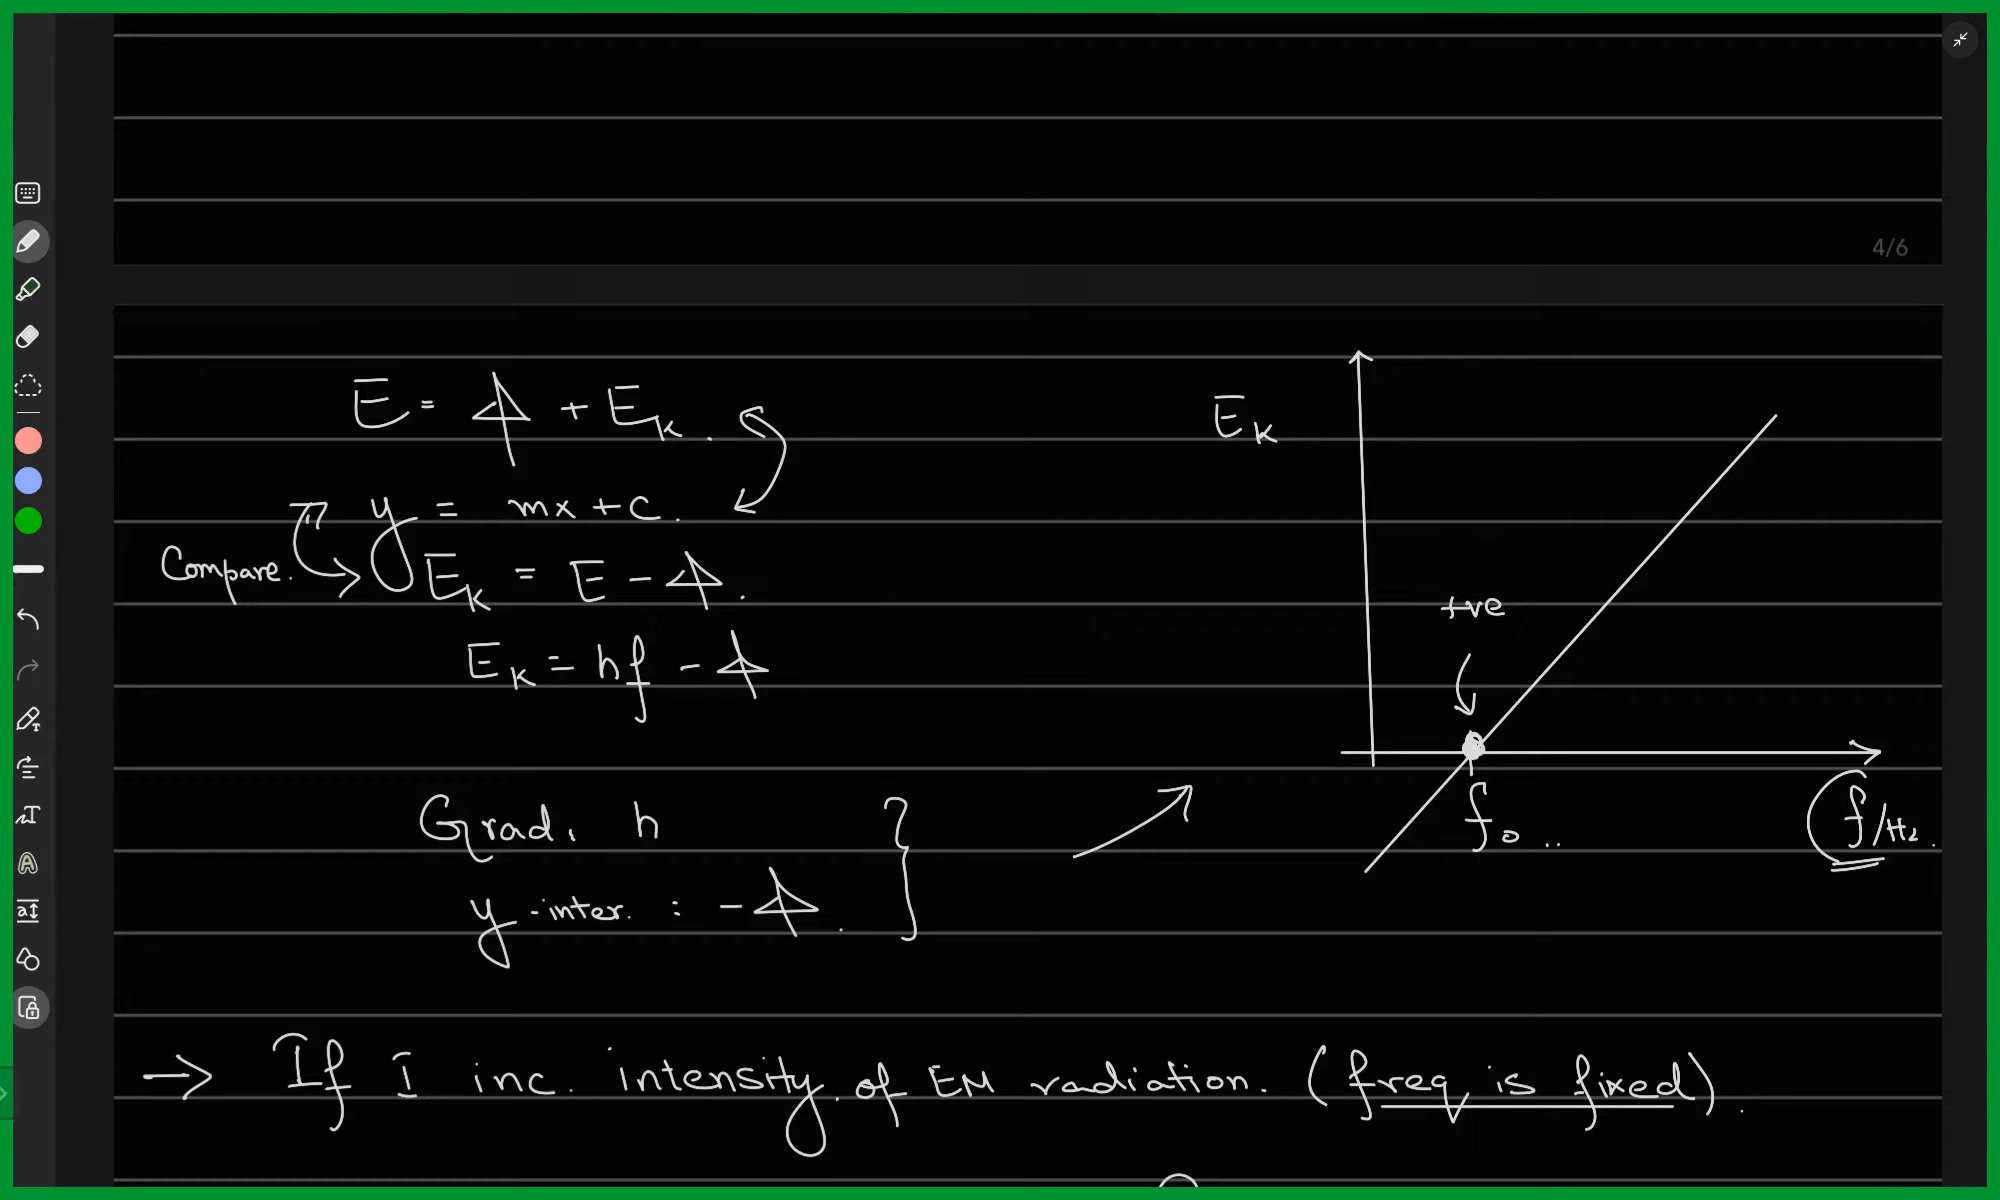 4/6
E = ϕ + Eₖ.
y = mx + c.
Compare.
Eₖ = E - ϕ.
Eₖ = hf - ϕ
Grad. h
y-inter. : - ϕ.
Eₖ
+ve
f₀ ..
f/Hz.
→ If I inc. intensity of EM radiation. (freq is fixed).